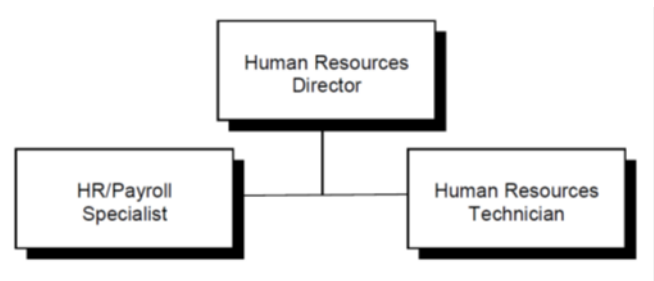 Human Resources
Director
HR/Payroll
Specialist
Human Resources
Technician